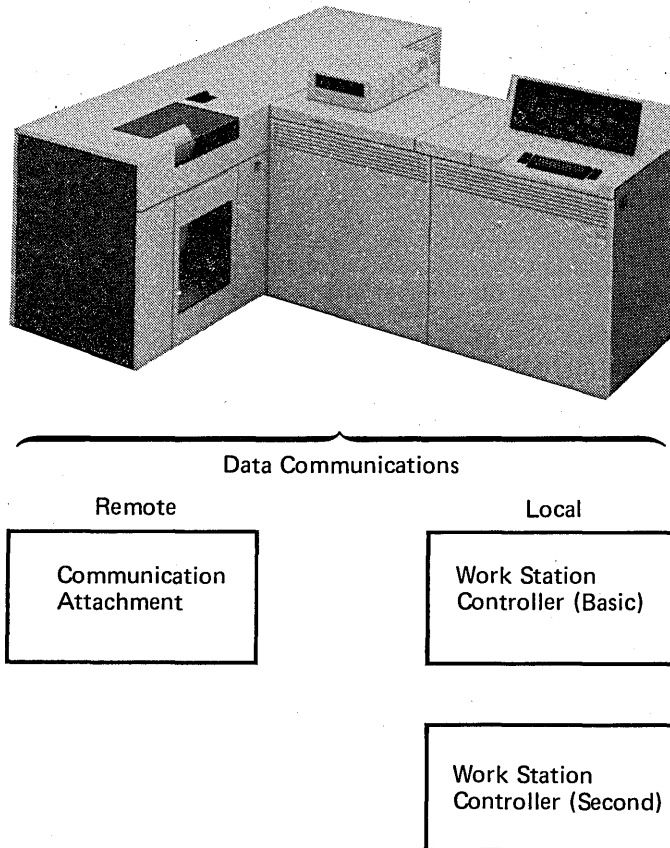 Data Communications
Remote
Local
Communication
Attachment
Work Station
Controller (Basic)
Work Station
Controller (Second)